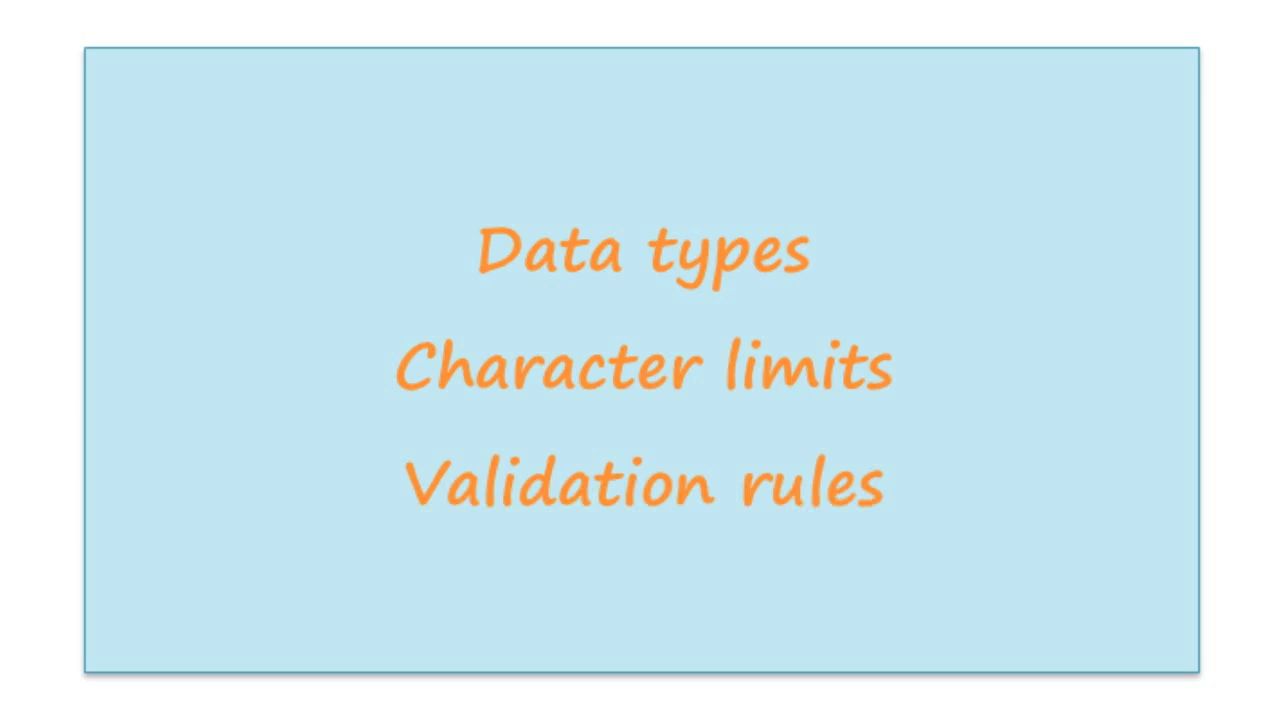 Data types
Character limits
Validation rules